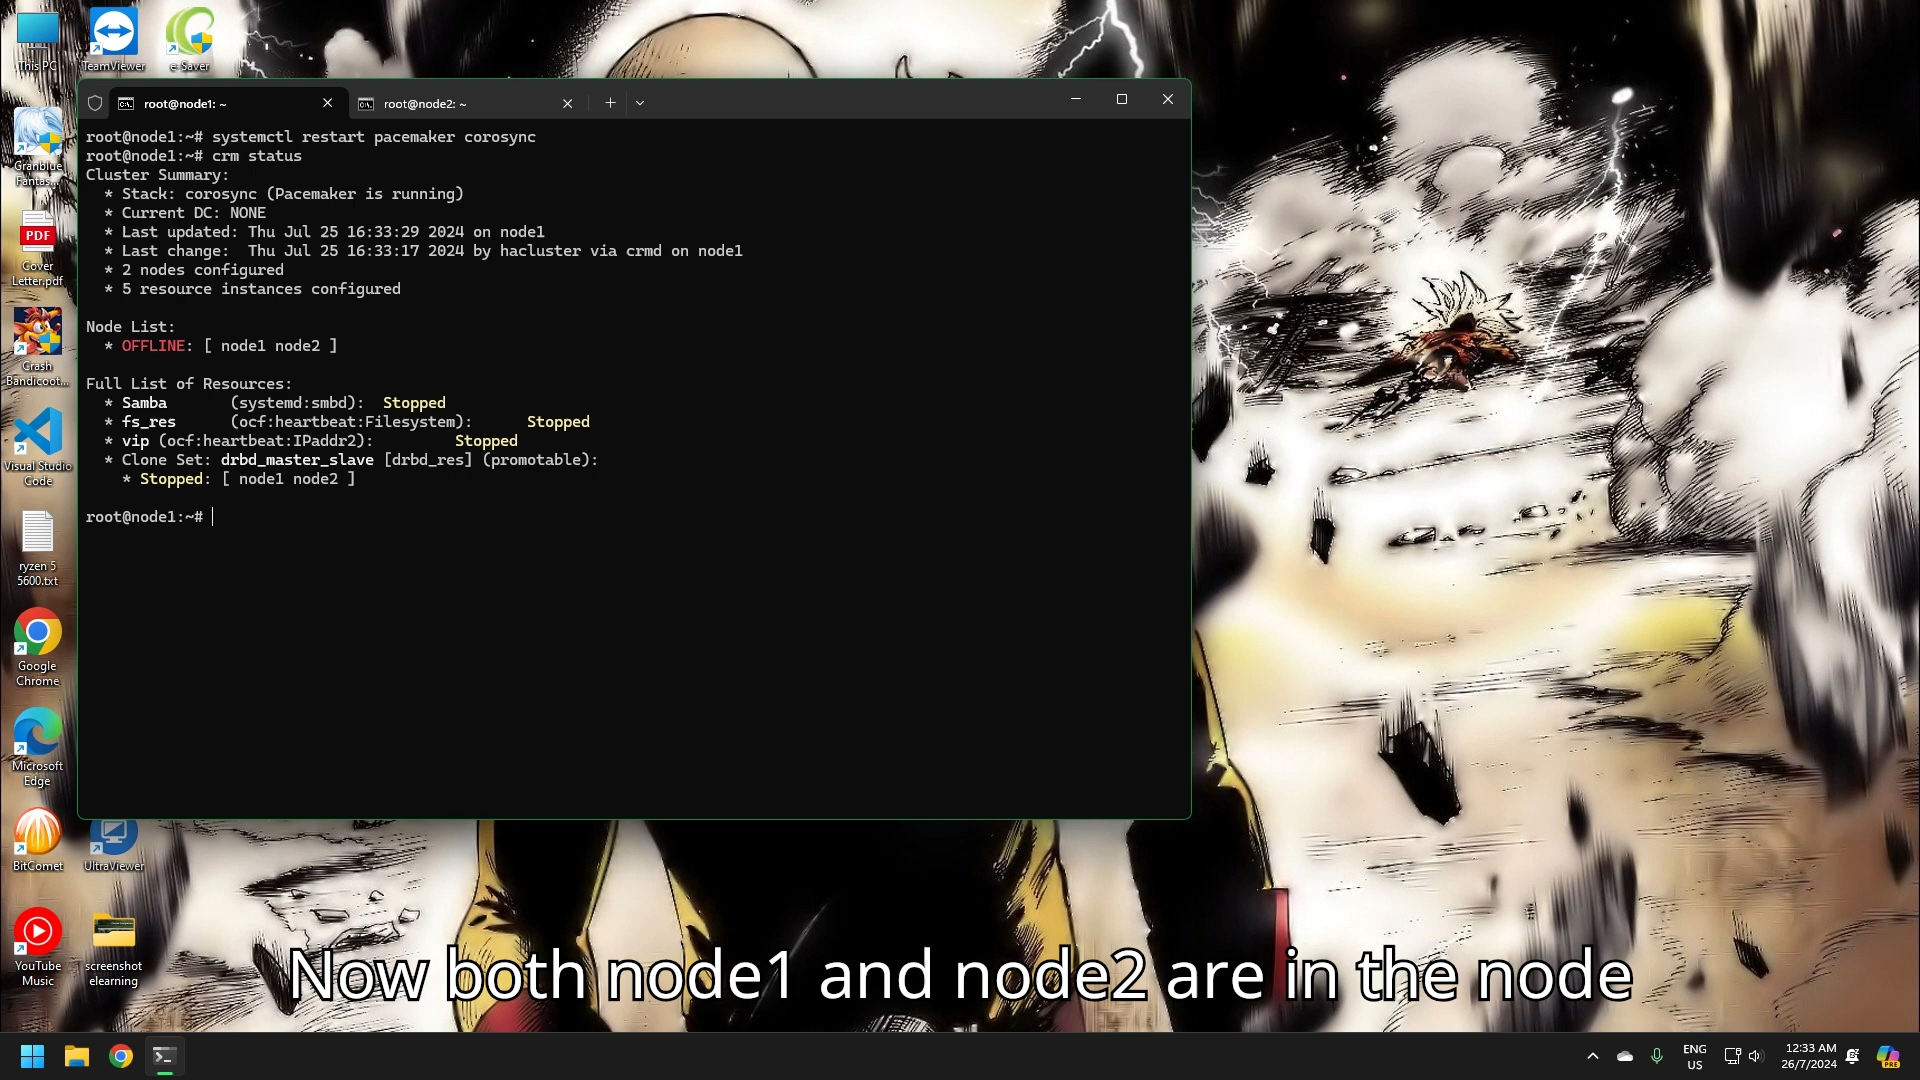 This PC
TeamViewer
e-Saver
Granblue
Fantas...
PDF
Cover
Letter.pdf
Crash
Bandicoot...
Visual Studio
Code
ryzen 5
5600.txt
Google
Chrome
Microsoft
Edge
BitComet
UltraViewer
YouTube
Music
screenshot
elearning
root@node1: ~
root@node2: ~
root@node1:~# systemctl restart pacemaker corosync
root@node1:~# crm status
Cluster Summary:
* Stack: corosync (Pacemaker is running)
* Current DC: NONE
* Last updated: Thu Jul 25 16:33:29 2024 on node1
* Last change:  Thu Jul 25 16:33:17 2024 by hacluster via crmd on node1
* 2 nodes configured
* 5 resource instances configured
Node List:
* OFFLINE: [ node1 node2 ]
Full List of Resources:
* Samba       (systemd:smbd):  Stopped
* fs_res      (ocf:heartbeat:Filesystem):      Stopped
* vip (ocf:heartbeat:IPaddr2):         Stopped
* Clone Set: drbd_master_slave [drbd_res] (promotable):
* Stopped: [ node1 node2 ]
root@node1:~#
Now both node1 and node2 are in the node
ENG
US
12:33 AM
26/7/2024
PRE